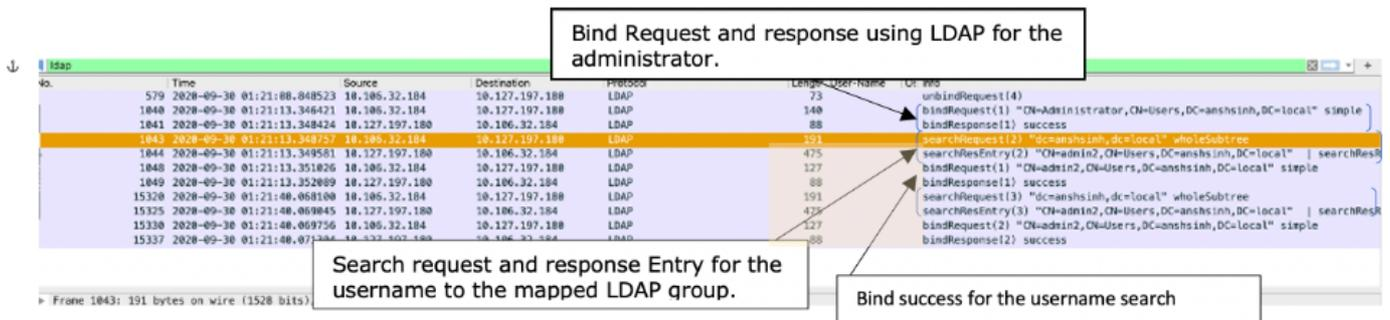 Bind Request and response using LDAP for the
administrator.
ldap
No. Time Source Destination Protocol Length User-Name Info
579 2020-09-30 01:21:08.848523 10.106.32.184 10.127.197.180 LDAP 73 unbindRequest(4)
1040 2020-09-30 01:21:13.346421 10.106.32.184 10.127.197.180 LDAP 140 bindRequest(1) "CN=Administrator,CN=Users,DC=anshsinh,DC=local" simple
1041 2020-09-30 01:21:13.348424 10.127.197.180 10.106.32.184 LDAP 88 bindResponse(1) success
1043 2020-09-30 01:21:13.348757 10.106.32.184 10.127.197.180 LDAP 191 searchRequest(2) "dc=anshsinh,dc=local" wholeSubtree
1044 2020-09-30 01:21:13.349581 10.127.197.180 10.106.32.184 LDAP 475 searchResEntry(2) "CN=admin2,CN=Users,DC=anshsinh,DC=local" | searchResR
1048 2020-09-30 01:21:13.351026 10.106.32.184 10.127.197.180 LDAP 127 bindRequest(1) "CN=admin2,CN=Users,DC=anshsinh,DC=local" simple
1049 2020-09-30 01:21:13.352089 10.127.197.180 10.106.32.184 LDAP 88 bindResponse(1) success
15320 2020-09-30 01:21:40.068100 10.106.32.184 10.127.197.180 LDAP 191 searchRequest(3) "dc=anshsinh,dc=local" wholeSubtree
15325 2020-09-30 01:21:40.069045 10.127.197.180 10.106.32.184 LDAP 475 searchResEntry(3) "CN=admin2,CN=Users,DC=anshsinh,DC=local" | searchResR
15330 2020-09-30 01:21:40.069756 10.106.32.184 10.127.197.180 LDAP 127 bindRequest(2) "CN=admin2,CN=Users,DC=anshsinh,DC=local" simple
15337 2020-09-30 01:21:40.071 LDAP 88 bindResponse(2) success
Search request and response Entry for the
username to the mapped LDAP group.
Bind success for the username search
Frame 1043: 191 bytes on wire (1528 bits),